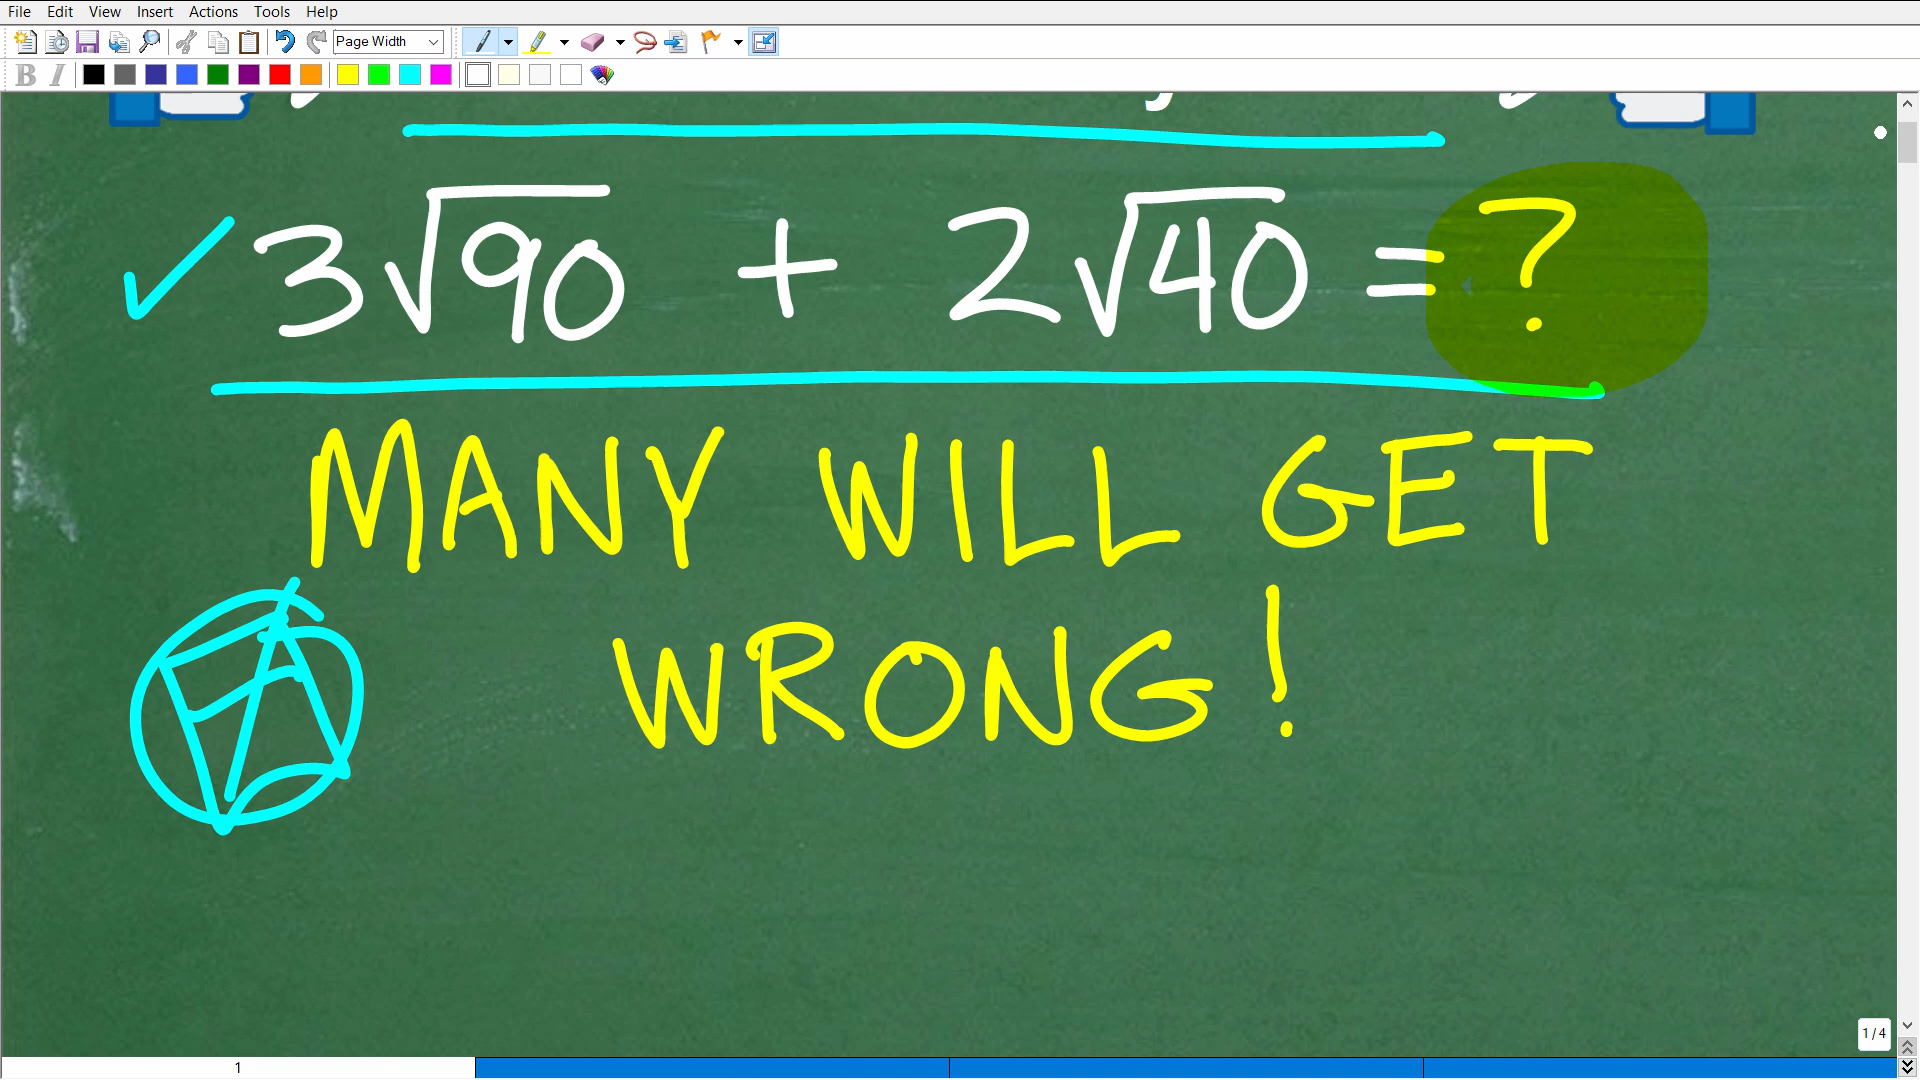 File Edit View Insert Actions Tools Help
Page Width
B I
3√90 + 2√40 = ?
MANY WILL GET
WRONG!
1 / 4
1